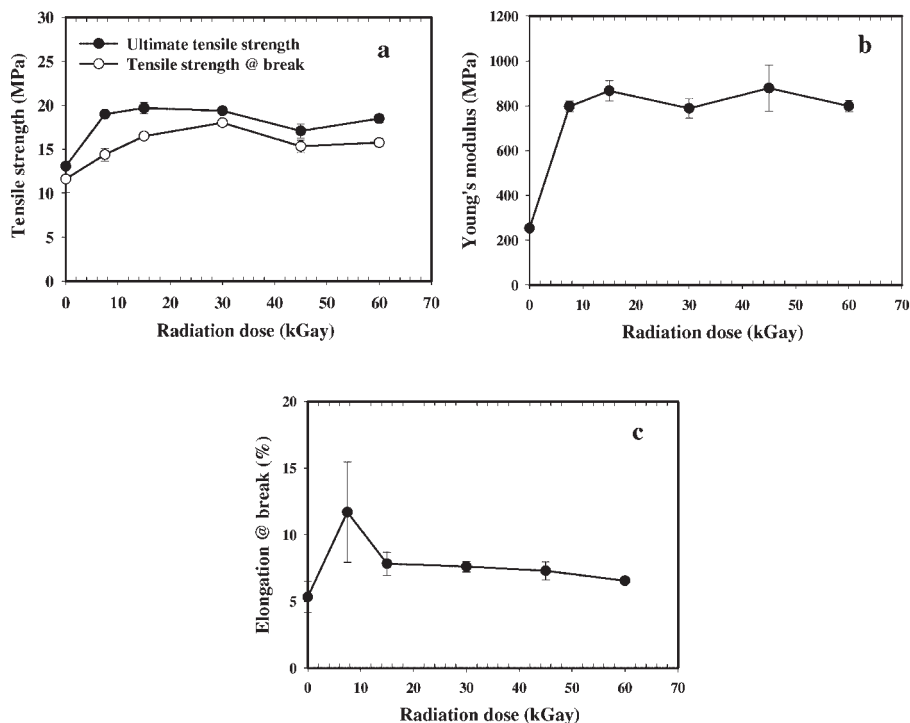 a
Ultimate tensile strength
Tensile strength @ break
Tensile strength (MPa)
30
25
20
15
10
5
0
0 10 20 30 40 50 60 70
Radiation dose (kGay)
b
Young's modulus (MPa)
1200
1000
800
600
400
200
0
0 10 20 30 40 50 60 70
Radiation dose (kGay)
c
Elongation @ break (%)
20
15
10
5
0
0 10 20 30 40 50 60 70
Radiation dose (kGay)